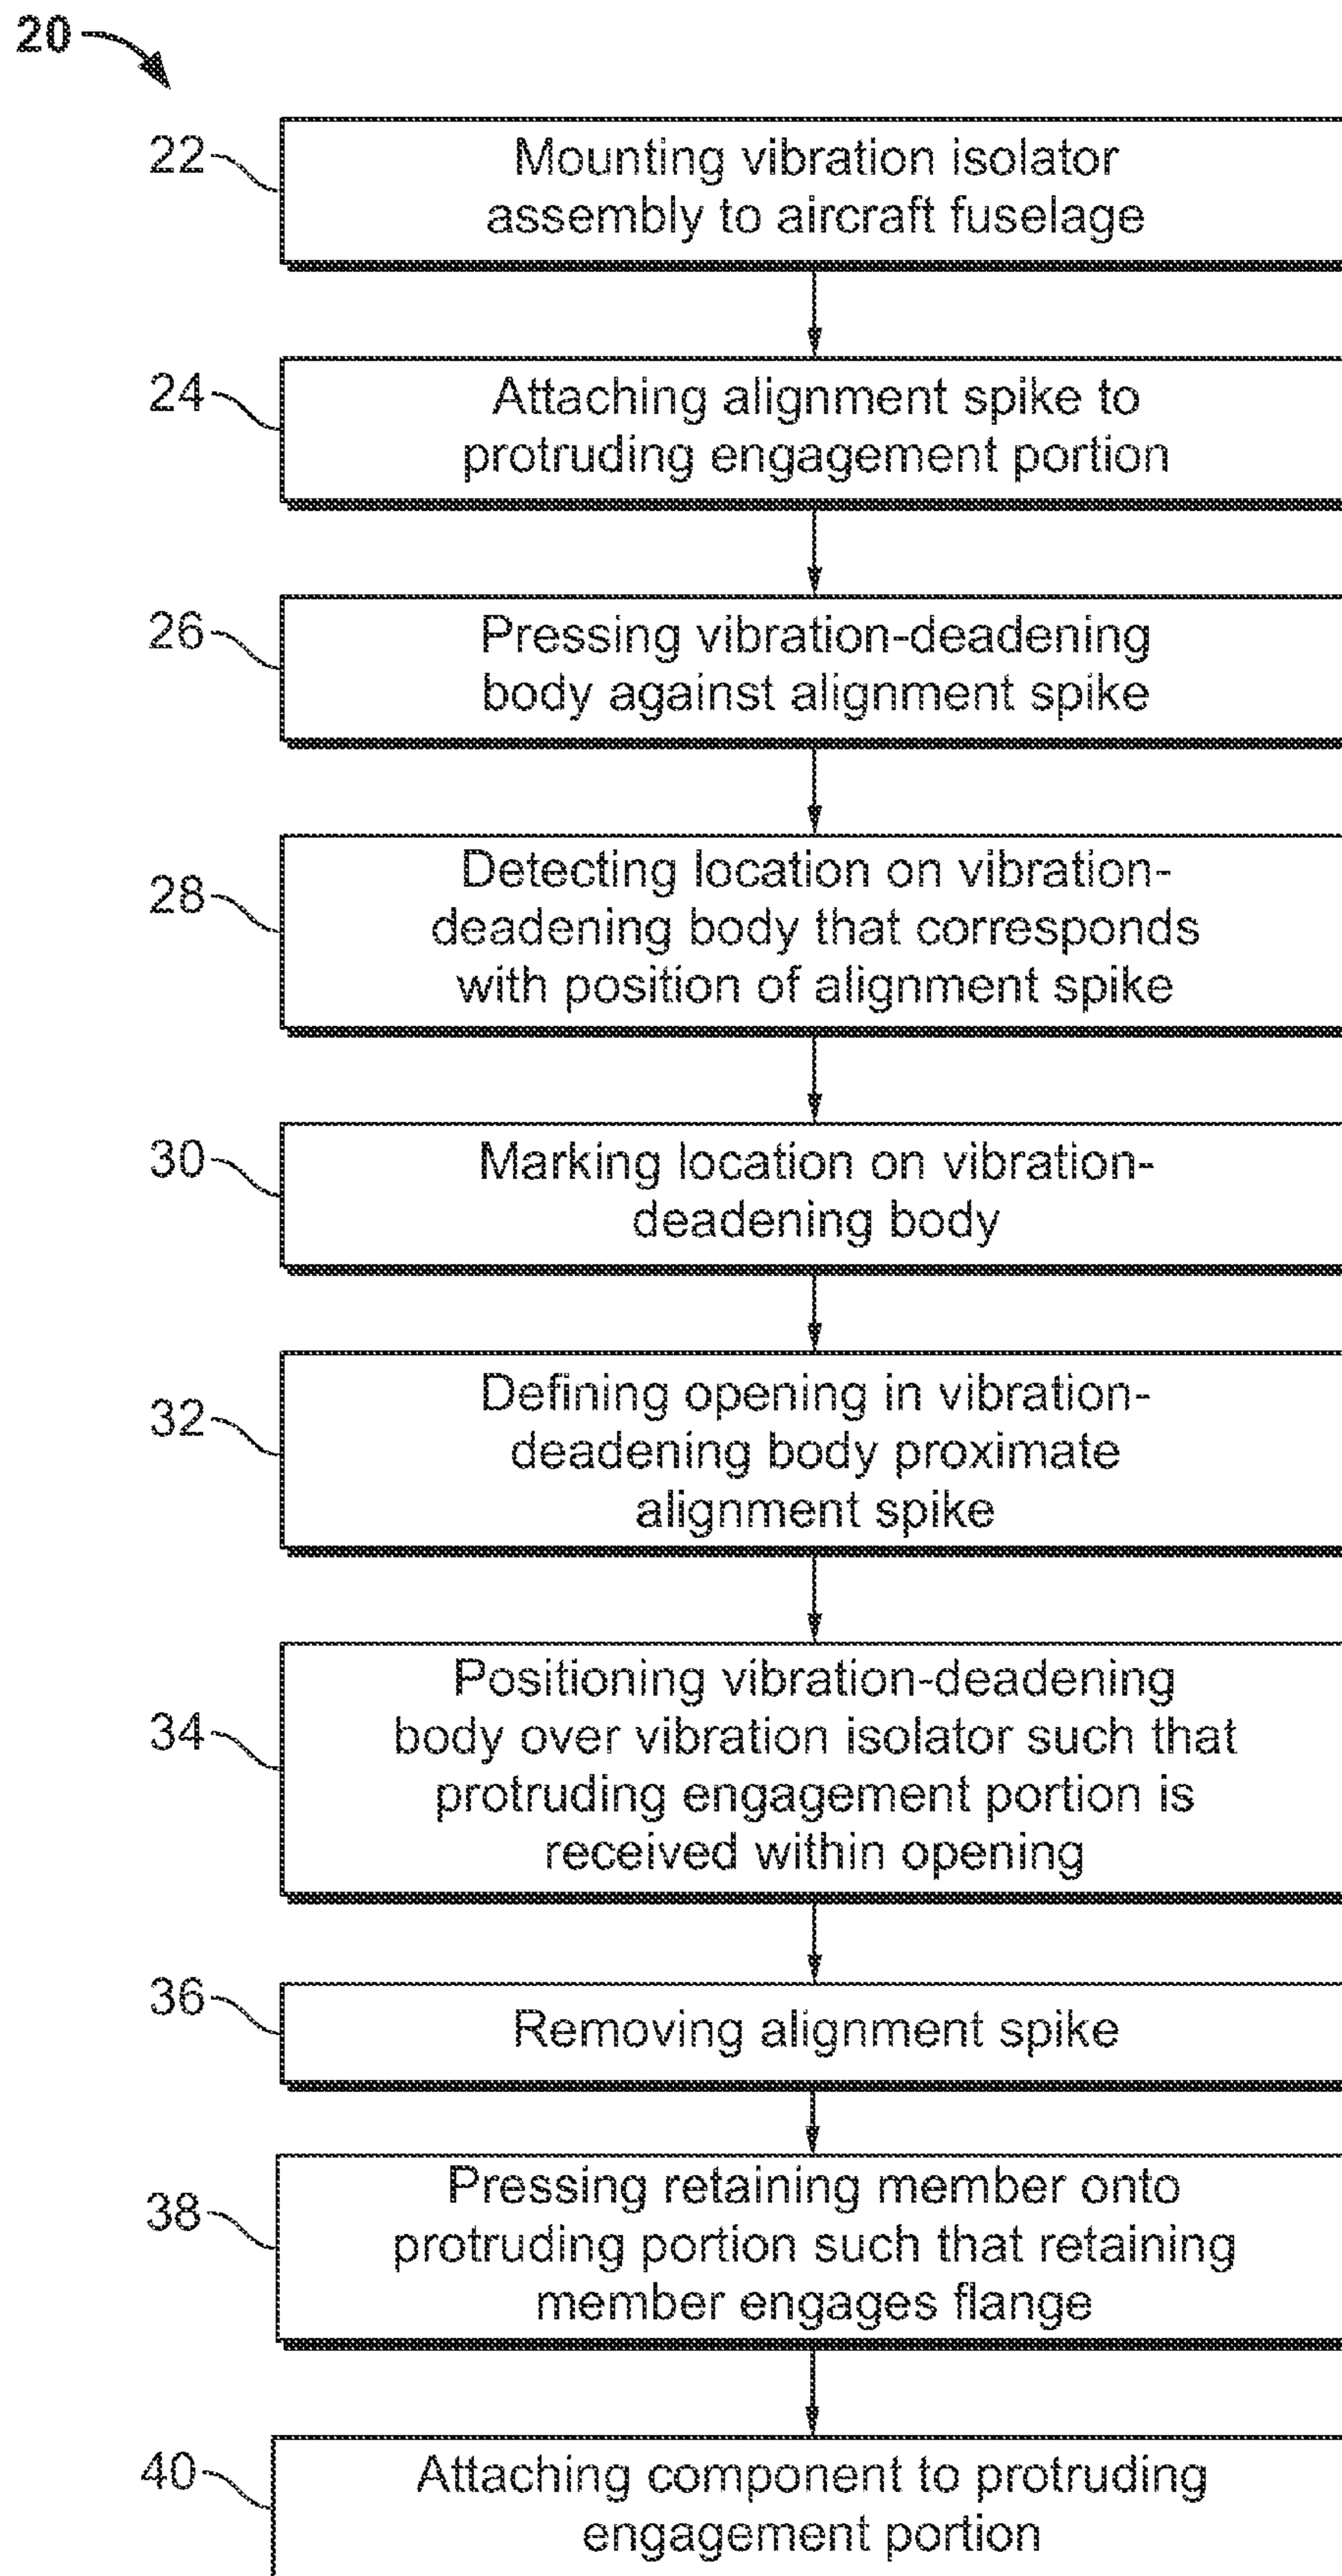 20
22
Mounting vibration isolator
assembly to aircraft fuselage
24
Attaching alignment spike to
protruding engagement portion
26
Pressing vibration-deadening
body against alignment spike
28
Detecting location on vibration-
deadening body that corresponds
with position of alignment spike
30
Marking location on vibration-
deadening body
32
Defining opening in vibration-
deadening body proximate
alignment spike
34
Positioning vibration-deadening
body over vibration isolator such that
protruding engagement portion is
received within opening
36
Removing alignment spike
38
Pressing retaining member onto
protruding portion such that retaining
member engages flange
40
Attaching component to protruding
engagement portion